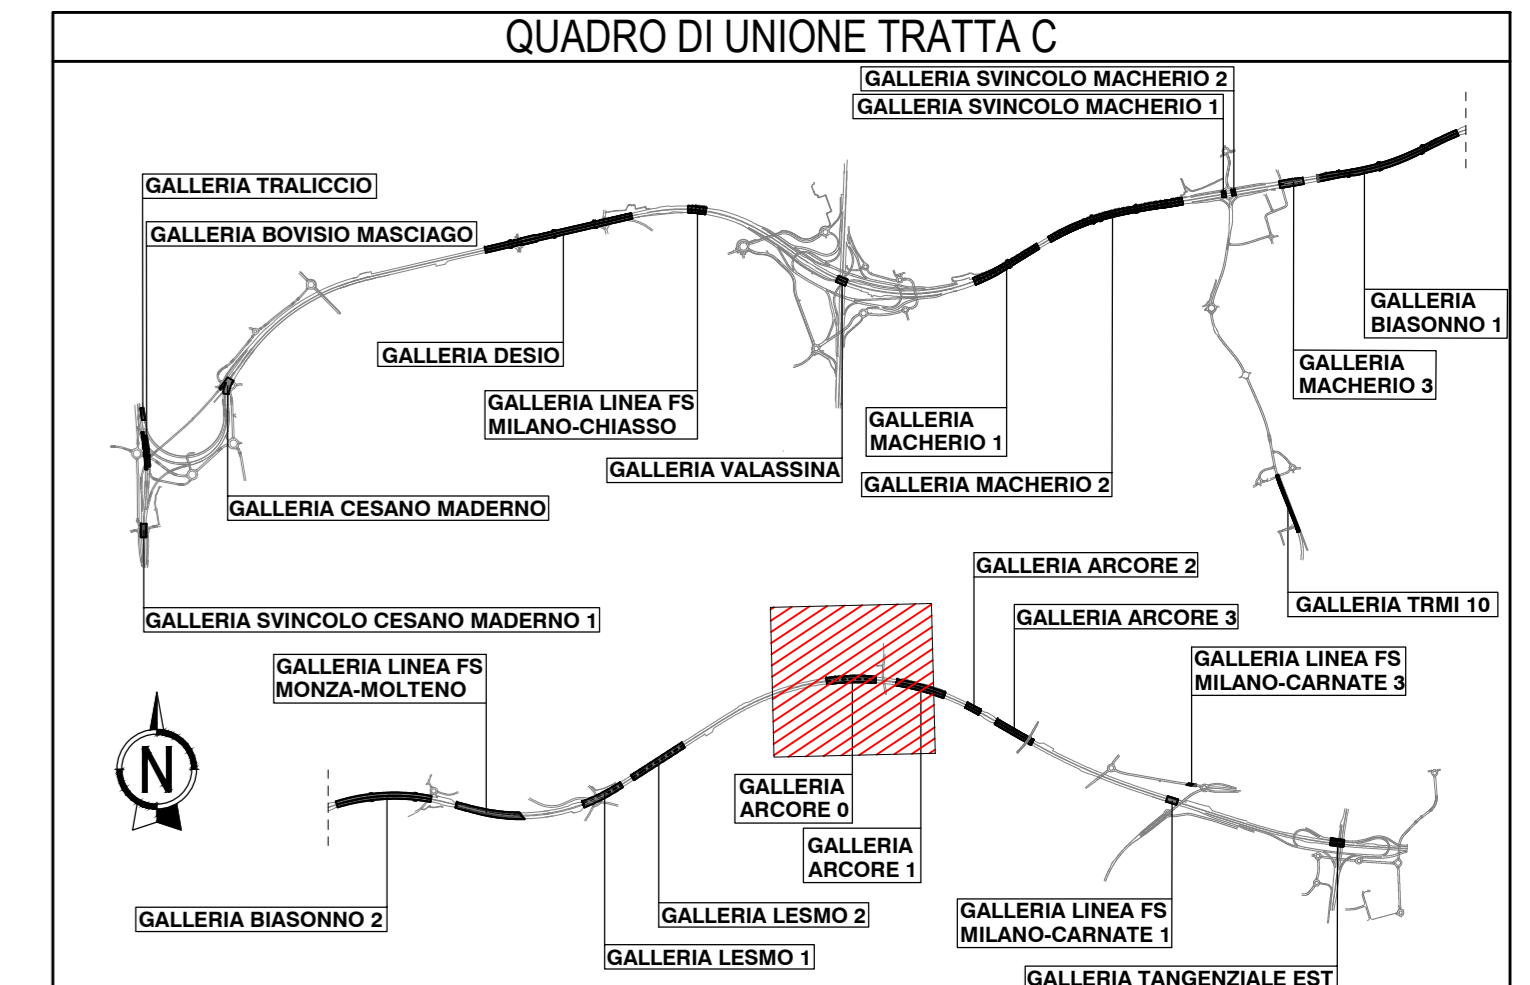 QUADRO DI UNIONE TRATTA C
GALLERIA SVINCOLO MACHERIO 2
GALLERIA SVINCOLO MACHERIO 1
GALLERIA TRALICCIO
GALLERIA BOVISIO MASCIAGO
GALLERIA DESIO
GALLERIA LINEA FS
MILANO-CHIASSO
GALLERIA VALASSINA
GALLERIA
MACHERIO 1
GALLERIA MACHERIO 2
GALLERIA
BIASONNO 1
GALLERIA
MACHERIO 3
GALLERIA CESANO MADERNO
GALLERIA SVINCOLO CESANO MADERNO 1
GALLERIA TRMI 10
GALLERIA ARCORE 2
GALLERIA ARCORE 3
GALLERIA LINEA FS
MONZA-MOLTENO
GALLERIA LINEA FS
MILANO-CARNATE 3
N
GALLERIA
ARCORE 0
GALLERIA
ARCORE 1
GALLERIA BIASONNO 2
GALLERIA LESMO 2
GALLERIA LESMO 1
GALLERIA LINEA FS
MILANO-CARNATE 1
GALLERIA TANGENZIALE EST